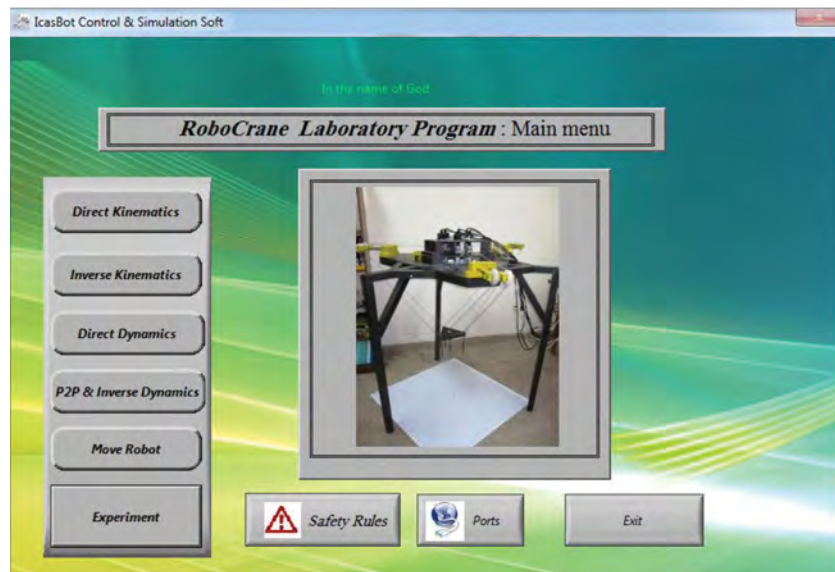 IcasBot Control & Simulation Soft
In the name of God
RoboCrane Laboratory Program : Main menu
Direct Kinematics
Inverse Kinematics
Direct Dynamics
P2P & Inverse Dynamics
Move Robot
Experiment
Safety Rules
Ports
Exit